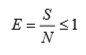 E = S/N ≤ 1